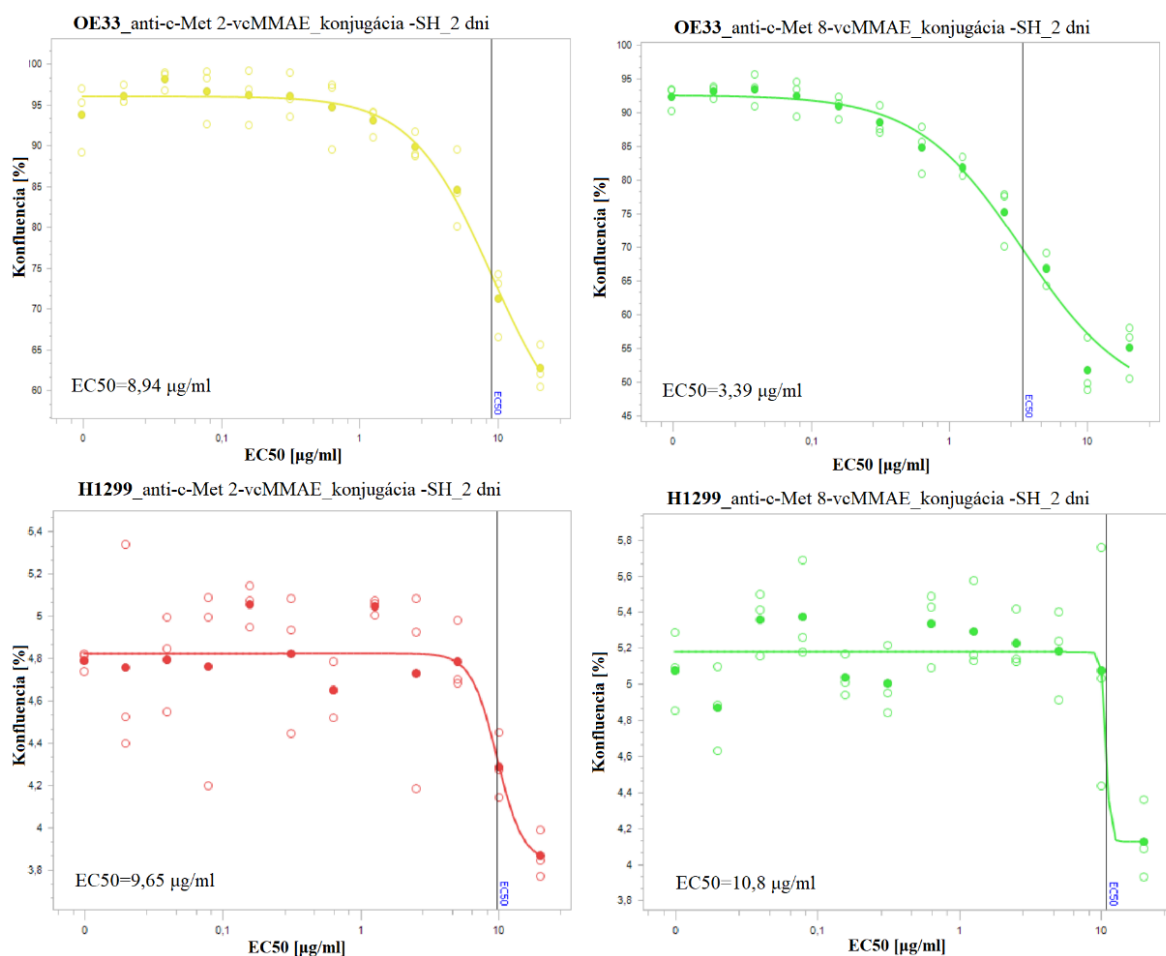 OE33_anti-c-Met 2-vcMMAE_konjugácia -SH_2 dni
100
95
90
85
80
75
70
65
60
Konfluencia [%]
EC50=8,94 µg/ml
EC50
0
0,1
1
10
EC50 [µg/ml]
OE33_anti-c-Met 8-vcMMAE_konjugácia -SH_2 dni
100
95
90
85
80
75
70
65
60
55
50
45
Konfluencia [%]
EC50=3,39 µg/ml
EC50
0
0,1
1
10
EC50 [µg/ml]
H1299_anti-c-Met 2-vcMMAE_konjugácia -SH_2 dni
5,4
5,2
5
4,8
4,6
4,4
4,2
4
3,8
Konfluencia [%]
EC50=9,65 µg/ml
EC50
0
0,1
1
10
EC50 [µg/ml]
H1299_anti-c-Met 8-vcMMAE_konjugácia -SH_2 dni
5,8
5,6
5,4
5,2
5
4,8
4,6
4,4
4,2
4
3,8
Konfluencia [%]
EC50=10,8 µg/ml
EC50
0
0,1
1
10
EC50 [µg/ml]